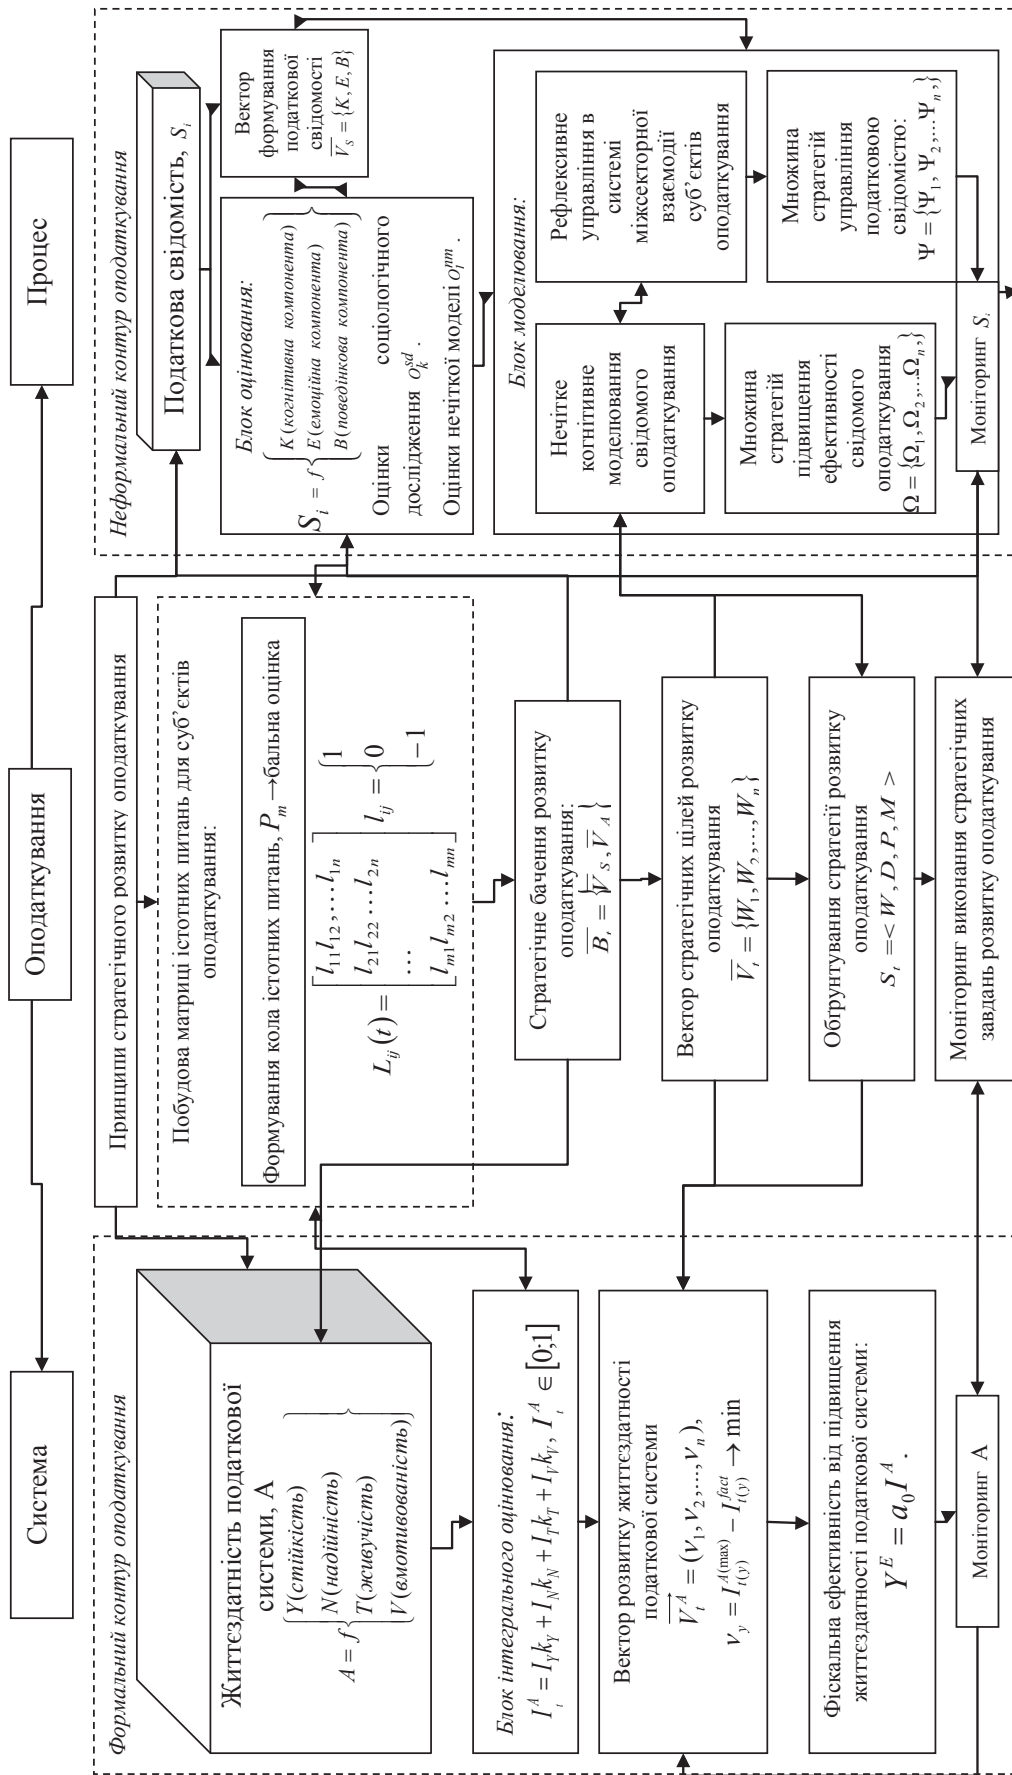 Система
Оподаткування
Процес
Формальний контур оподаткування
Життєздатність податкової
системи, А
A = f { Y(стійкість)
N(надійність)
T(живучість)
V(вмотивованість) }
Блок інтегрального оцінювання:
I_t^A = I_Y k_Y + I_N k_N + I_T k_T + I_V k_V, I_t^A ∈ [0;1]
Вектор розвитку життєздатності
податкової системи
V_t^A = (ν_1, ν_2,..., ν_n),
ν_y = I_{t(y)}^{A(max)} − I_{t(y)}^{fact} → min
Фіскальна ефективність від підвищення
життєздатності податкової системи:
Y^E = a_0 I^A .
Моніторинг А
Принципи стратегічного розвитку оподаткування
Побудова матриці істотних питань для суб’єктів
оподаткування:
Формування кола істотних питань, P_m →бальна оцінка
L_ij (t) = [ l_11 l_12 ,... l_1n
l_21 l_22 ... l_2n
...
l_m1 l_m2 ... l_mn ]
l_ij = { 1
0
−1
Стратегічне бачення розвитку
оподаткування:
B_t = {V_S , V_A}
Вектор стратегічних цілей розвитку
оподаткування
V_t = {W_1, W_2,..., W_n}
Обґрунтування стратегії розвитку
оподаткування
S_t =< W, D, P, M >
Моніторинг виконання стратегічних
завдань розвитку оподаткування
Неформальний контур оподаткування
Податкова свідомість, S_i
Блок оцінювання:
S_i = f { K (когнітивна компонента)
E (емоційна компонента)
B (поведінкова компонента) }
Оцінки соціологічного
дослідження o_k^{sd} .
Оцінки нечіткої моделі o_l^{nm} .
Вектор
формування
податкової
свідомості
V_S = {K, E, B}
Блок моделювання:
Нечітке
когнітивне
моделювання
свідомого
оподаткування
Рефлексивне
управління в
системі
міжсекторної
взаємодії
суб’єктів
оподаткування
Множина
стратегій
підвищення
ефективності
свідомого
оподаткування
Ω = {Ω_1, Ω_2,...Ω_n,}
Множина
стратегій
управління
податковою
свідомістю:
Ψ = {Ψ_1, Ψ_2,...Ψ_n,}
Моніторинг S_i